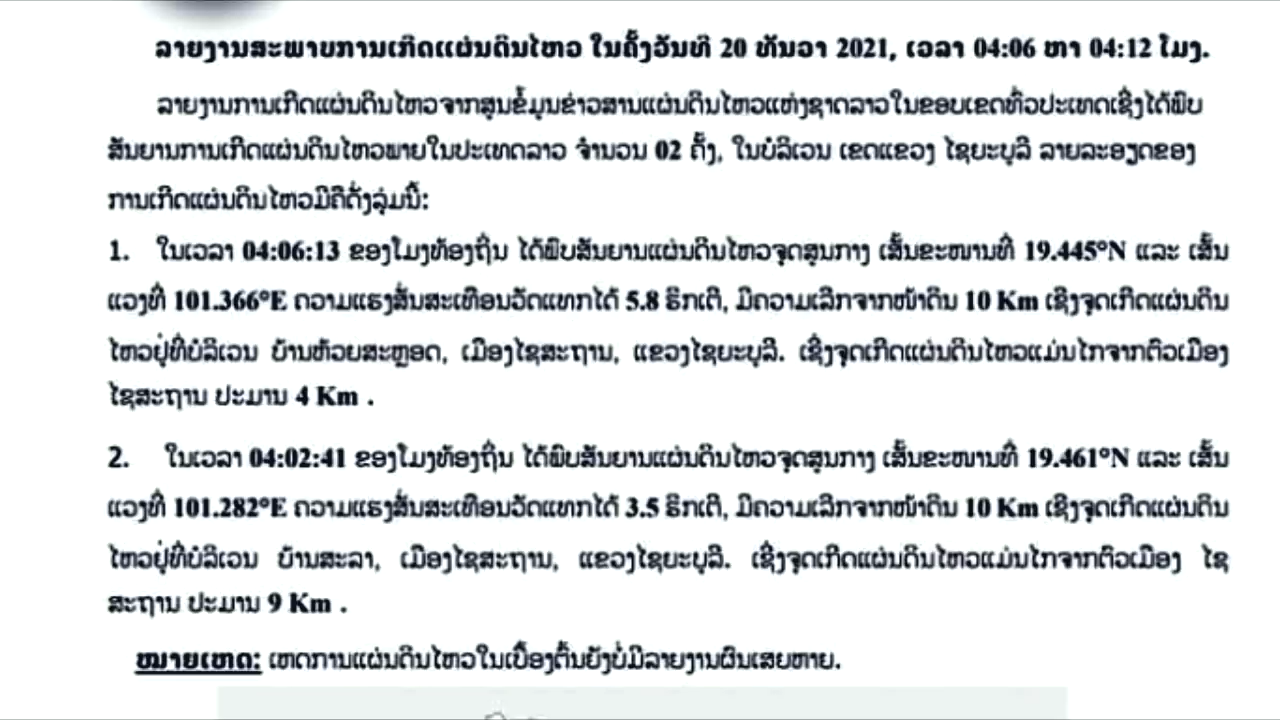 ລາຍງານສະພາບການເກີດແຜ່ນດິນໄຫວ ໃນຄັ້ງວັນທີ 20 ທັນວາ 2021, ເວລາ 04:06 ຫາ 04:12 ໂມງ.
ລາຍງານການເກີດແຜ່ນດິນໄຫວຈາກສູນຂໍ້ມູນຂ່າວສານແຜ່ນດິນໄຫວແຫ່ງຊາດລາວໃນຂອບເຂດທົ່ວປະເທດເຊິ່ງໄດ້ພົບ
ສັນຍານການເກີດແຜ່ນດິນໄຫວພາຍໃນປະເທດລາວ ຈໍານວນ 02 ຄັ້ງ, ໃນບໍລິເວນ ເຂດແຂວງ ໄຊຍະບູລີ ລາຍລະອຽດຂອງ
ການເກີດແຜ່ນດິນໄຫວມີຄືດັ່ງລຸ່ມນີ້:
1. ໃນເວລາ 04:06:13 ຂອງໂມງທ້ອງຖິ່ນ ໄດ້ພົບສັນຍານແຜ່ນດິນໄຫວຈຸດສູນກາງ ເສັ້ນຂະໜານທີ່ 19.445°N ແລະ ເສັ້ນ
ແວງທີ່ 101.366°E ຄວາມແຮງສັ່ນສະເທືອນວັດແທກໄດ້ 5.8 ຣິກເຕີ, ມີຄວາມເລິກຈາກໜ້າດິນ 10 Km ເຊິ່ງຈຸດເກີດແຜ່ນດິນ
ໄຫວຢູ່ທີ່ບໍລິເວນ ບ້ານຫ້ວຍສະຫຼອດ, ເມືອງໄຊສະຖານ, ແຂວງໄຊຍະບູລີ. ເຊິ່ງຈຸດເກີດແຜ່ນດິນໄຫວແມ່ນໄກຈາກຕົວເມືອງ
ໄຊສະຖານ ປະມານ 4 Km .
2. ໃນເວລາ 04:02:41 ຂອງໂມງທ້ອງຖິ່ນ ໄດ້ພົບສັນຍານແຜ່ນດິນໄຫວຈຸດສູນກາງ ເສັ້ນຂະໜານທີ່ 19.461°N ແລະ ເສັ້ນ
ແວງທີ່ 101.282°E ຄວາມແຮງສັ່ນສະເທືອນວັດແທກໄດ້ 3.5 ຣິກເຕີ, ມີຄວາມເລິກຈາກໜ້າດິນ 10 Km ເຊິ່ງຈຸດເກີດແຜ່ນດິນ
ໄຫວຢູ່ທີ່ບໍລິເວນ ບ້ານສະລາ, ເມືອງໄຊສະຖານ, ແຂວງໄຊຍະບູລີ. ເຊິ່ງຈຸດເກີດແຜ່ນດິນໄຫວແມ່ນໄກຈາກຕົວເມືອງ ໄຊ
ສະຖານ ປະມານ 9 Km .
ໝາຍເຫດ: ເຫດການແຜ່ນດິນໄຫວໃນເບື້ອງຕົ້ນຍັງບໍ່ມີລາຍງານຜົນເສຍຫາຍ.